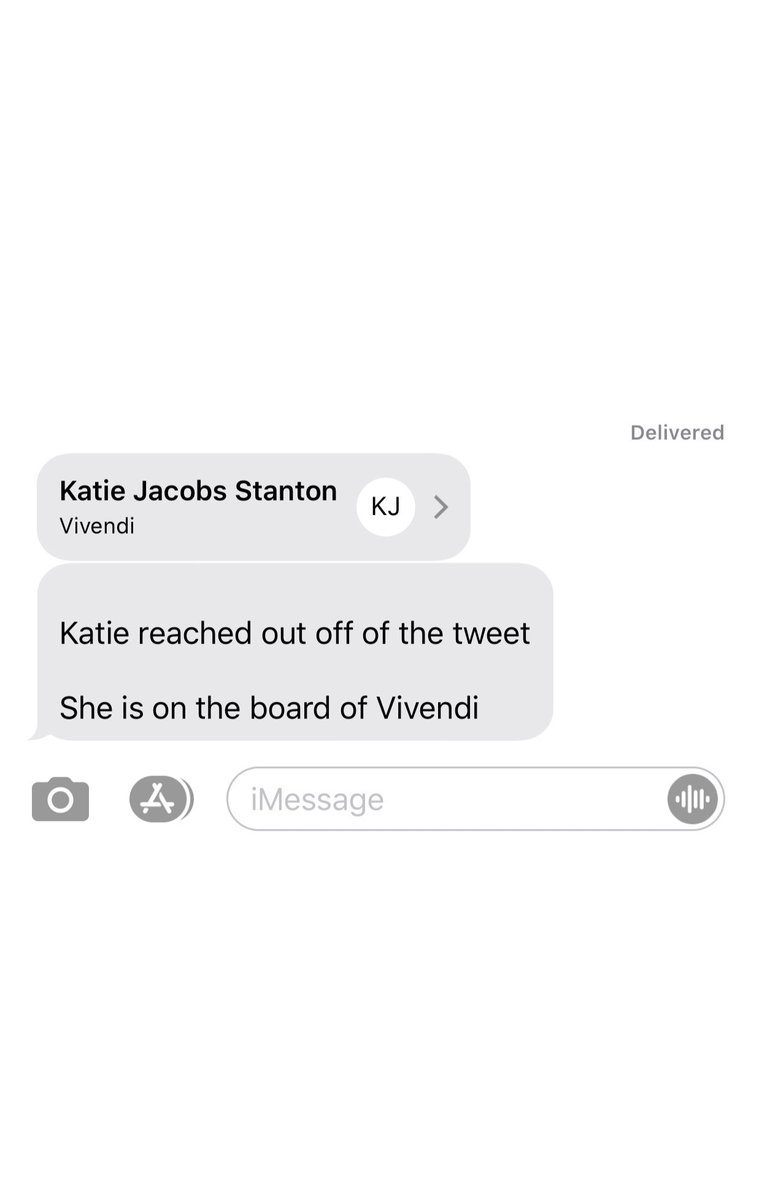 Delivered
Katie Jacobs Stanton
Vivendi
KJ
Katie reached out off of the tweet
She is on the board of Vivendi
iMessage